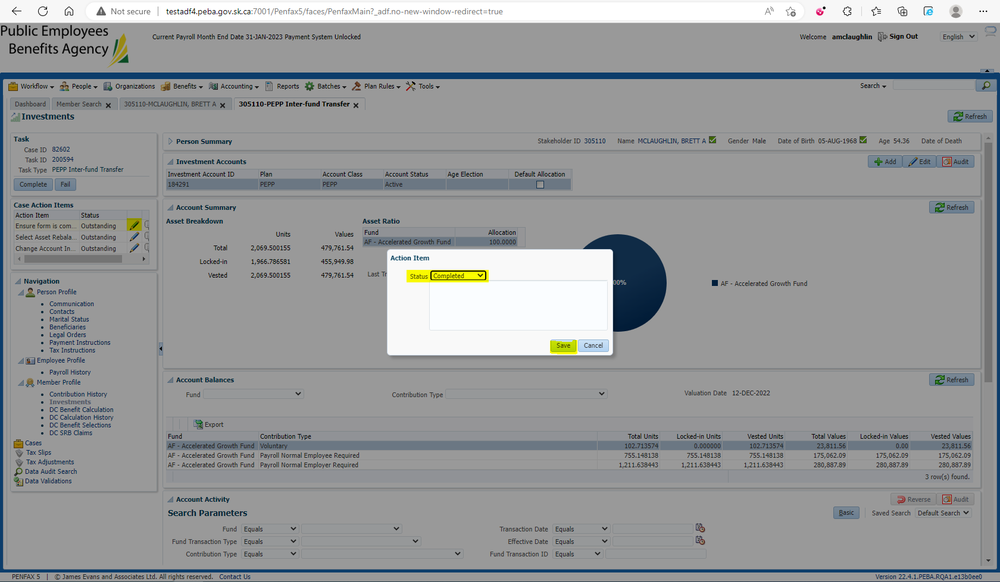 Not secure testadf4.peba.gov.sk.ca:7001/Penfax5/faces/PenfaxMain?_adf.no-new-window-redirect=true
Public Employees
Benefits Agency
Current Payroll Month End Date 31-JAN-2023 Payment System Unlocked
Welcome amclaughlin Sign Out English
Workflow People Organizations Benefits Accounting Reports Batches Plan Rules Tools Search
Dashboard Member Search 305110-MCLAUGHLIN, BRETT A 305110-PEPP Inter-fund Transfer
Investments Refresh
Task
Case ID 82602
Task ID 200594
Task Type PEPP Inter-fund Transfer
Complete Fail
Case Action Items
Action Item Status
Ensure form is com... Outstanding
Select Asset Rebala... Outstanding
Change Account In... Outstanding
Navigation
Person Profile
Communication
Contacts
Marital Status
Beneficiaries
Legal Orders
Payment Instructions
Tax Instructions
Employee Profile
Payroll History
Member Profile
Contribution History
Investments
DC Benefit Calculation
DC Calculation History
DC Benefit Selections
DC SRB Claims
Cases
Tax Slips
Tax Adjustments
Data Audit Search
Data Validations
Person Summary Stakeholder ID 305110 Name MCLAUGHLIN, BRETT A Gender Male Date of Birth 05-AUG-1968 Age 54.36 Date of Death
Investment Accounts Add Edit Audit
Investment Account ID Plan Account Class Account Status Age Election Default Allocation
184291 PEPP PEPP Active
Account Summary Refresh
Asset Breakdown Asset Ratio
Units Values
Total 2,069.500155 479,761.54
Locked-in 1,966.786581 455,949.98
Vested 2,069.500155 479,761.54
Fund Allocation
AF - Accelerated Growth Fund 100.0000
Last Tr
00%
AF - Accelerated Growth Fund
Action Item
Status Completed
Save Cancel
Account Balances Refresh
Fund Contribution Type Valuation Date 12-DEC-2022
Export
Fund Contribution Type Total Units Locked-in Units Vested Units Total Values Locked-in Values Vested Values
AF - Accelerated Growth Fund Voluntary 102.713574 0.000000 102.713574 23,811.56 0.00 23,811.56
AF - Accelerated Growth Fund Payroll Normal Employee Required 755.148138 755.148138 755.148138 175,062.09 175,062.09 175,062.09
AF - Accelerated Growth Fund Payroll Normal Employer Required 1,211.638443 1,211.638443 1,211.638443 280,887.89 280,887.89 280,887.89
3 row(s) found.
Account Activity Reverse Audit
Search Parameters Basic Saved Search Default Search
Fund Equals Transaction Date Equals
Fund Transaction Type Equals Effective Date Equals
Contribution Type Equals Fund Transaction ID Equals
PENFAX 5 | © James Evans and Associates Ltd. All rights reserved. Contact Us Version 22.4.1.PEBA.RQA1.e13b0ee0